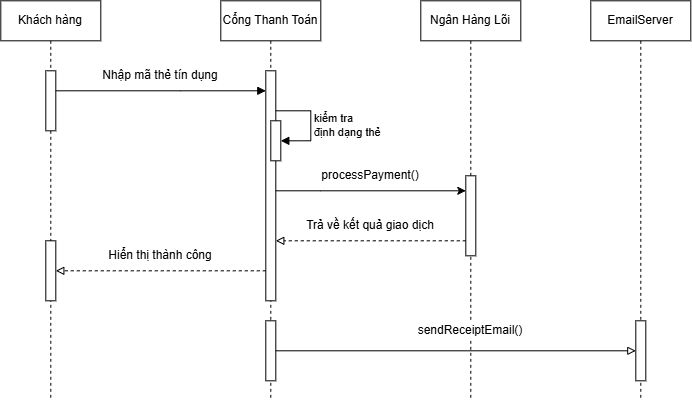 Khách hàng
Cổng Thanh Toán
Ngân Hàng Lõi
EmailServer
Nhập mã thẻ tín dụng
kiểm tra
định dạng thẻ
processPayment()
Trả về kết quả giao dịch
Hiển thị thành công
sendReceiptEmail()